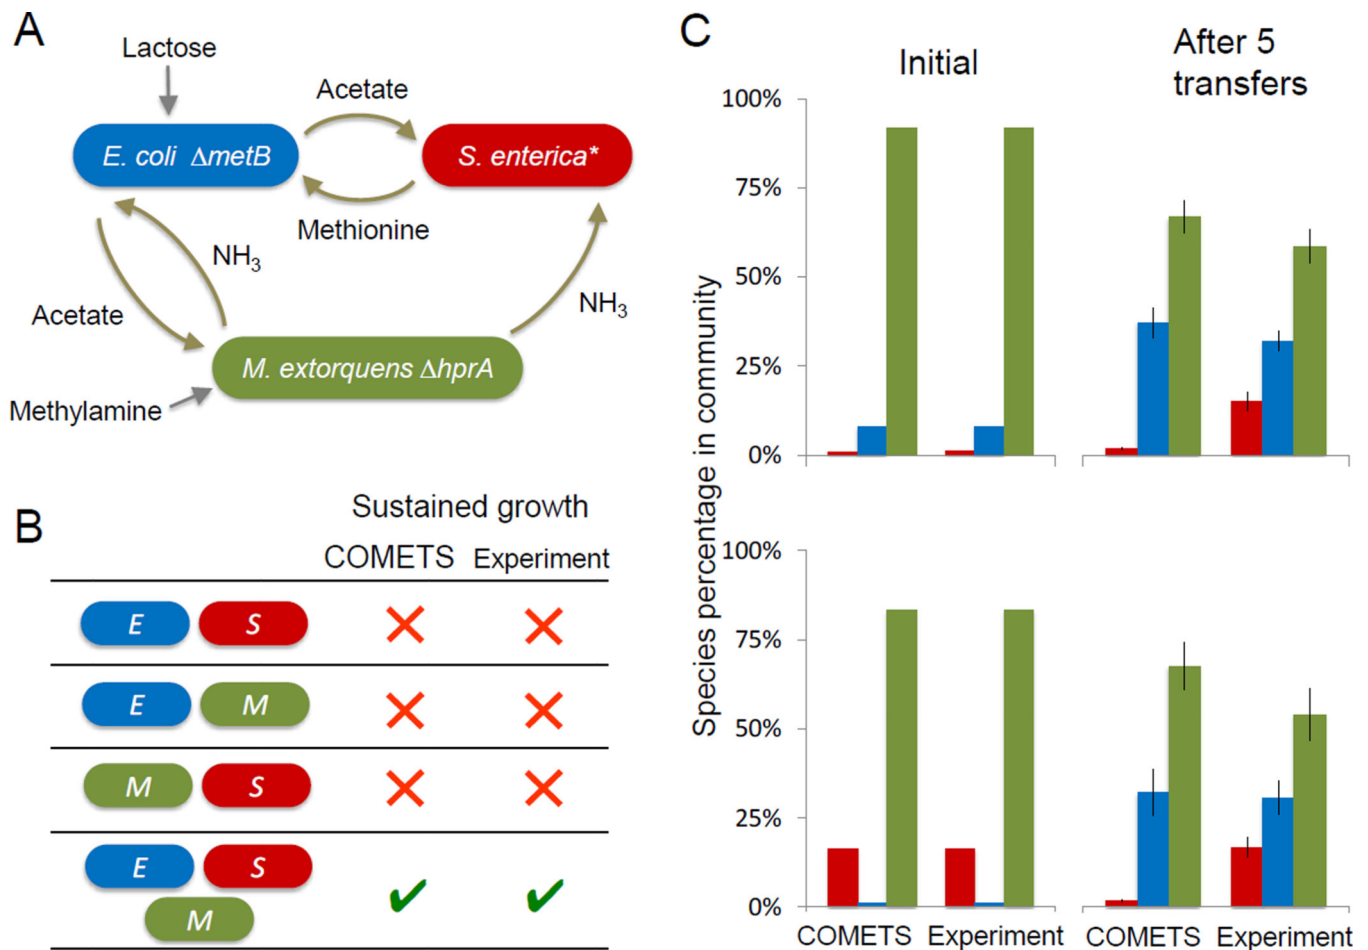 A
Lactose
Acetate
E. coli ΔmetB
S. enterica*
Methionine
NH3
NH3
Acetate
M. extorquens ΔhprA
Methylamine
B
Sustained growth
COMETS Experiment
E S
E M
M S
E S
M
C
Initial
After 5
transfers
Species percentage in community
100%
75%
50%
25%
0%
100%
75%
50%
25%
0%
COMETS Experiment COMETS Experiment